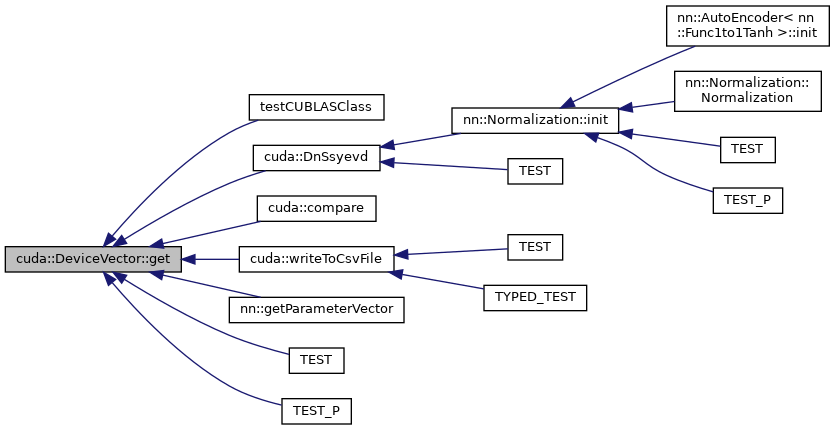 nn::AutoEncoder< nn
::Func1to1Tanh >::init
nn::Normalization::
Normalization
testCUBLASClass
nn::Normalization::init
TEST
cuda::DnSsyevd
TEST
TEST_P
cuda::compare
TEST
cuda::DeviceVector::get
cuda::writeToCsvFile
TYPED_TEST
nn::getParameterVector
TEST
TEST_P